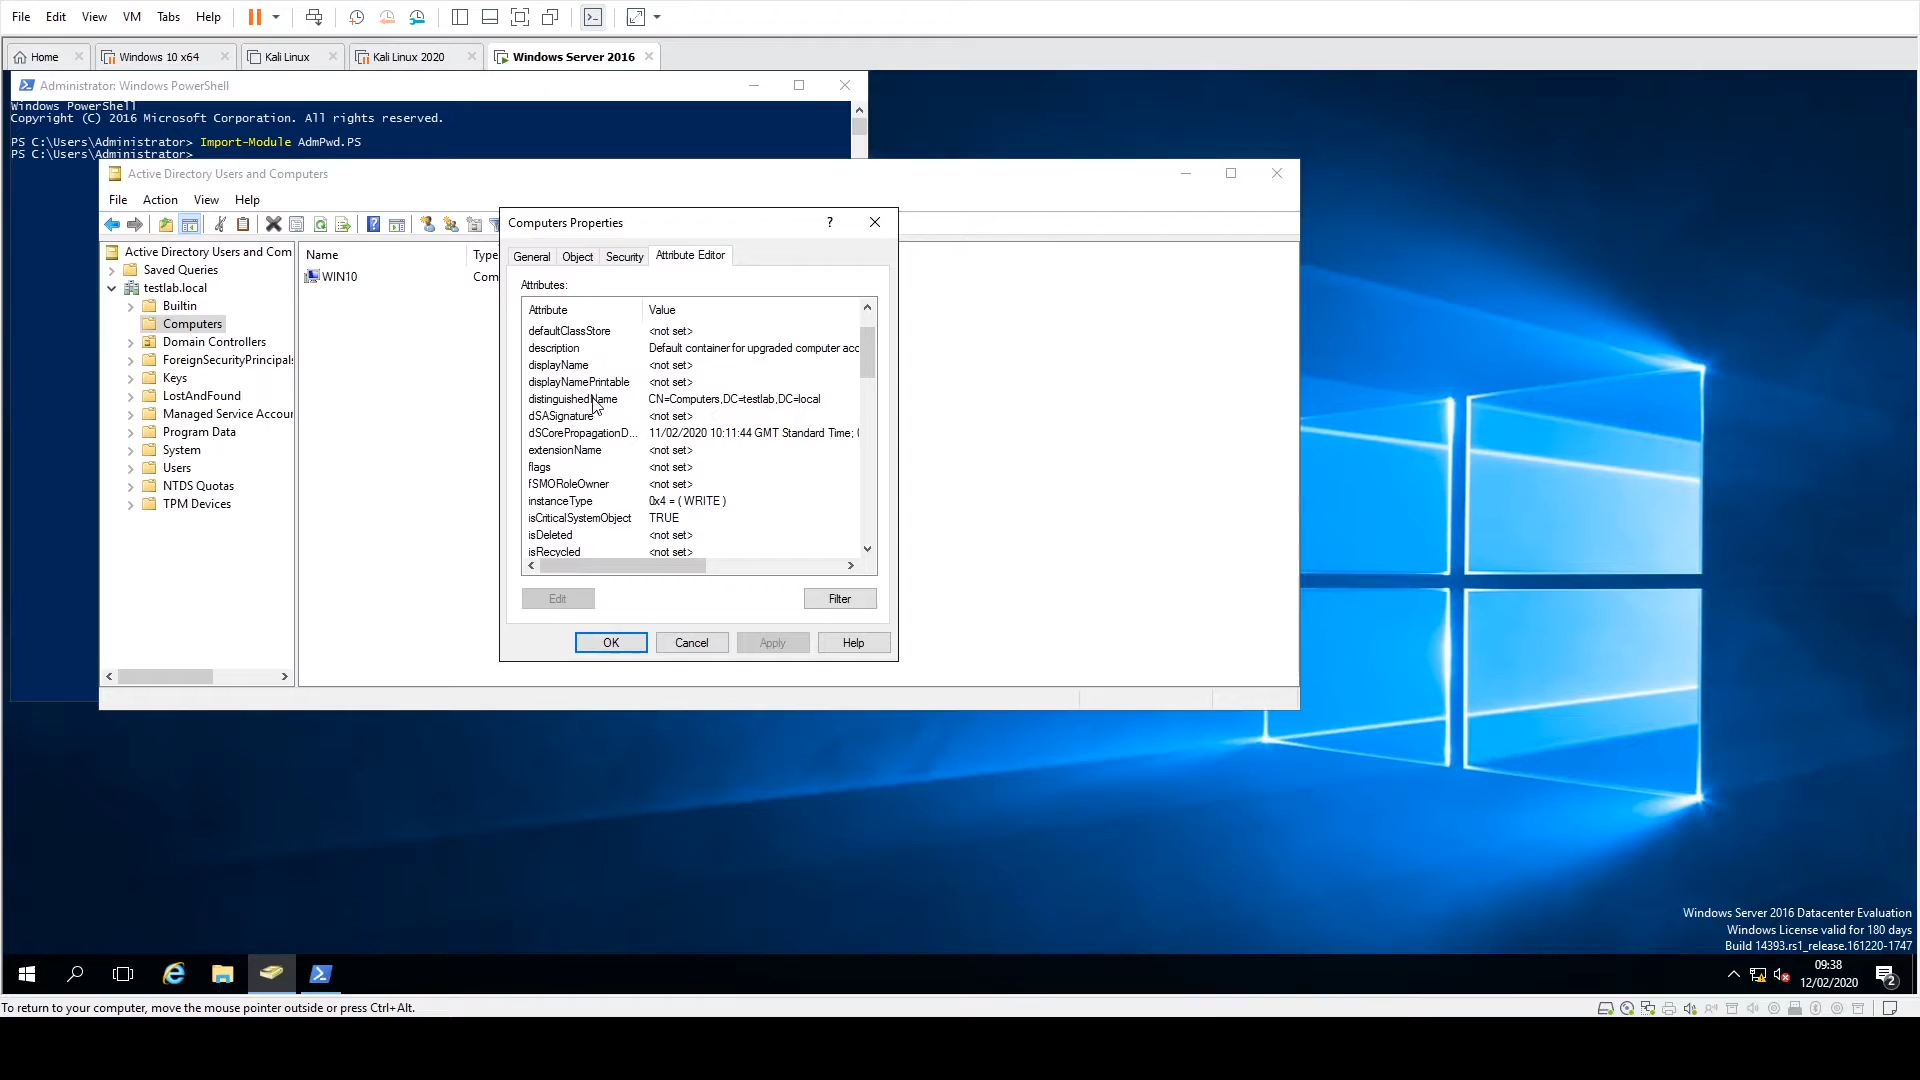 File Edit View VM Tabs Help
Home Windows 10 x64 Kali Linux Kali Linux 2020 Windows Server 2016
Administrator: Windows PowerShell
Windows PowerShell
Copyright (C) 2016 Microsoft Corporation. All rights reserved.
PS C:\Users\Administrator> Import-Module AdmPwd.PS
PS C:\Users\Administrator>
Active Directory Users and Computers
File Action View Help
Active Directory Users and Com
Saved Queries
testlab.local
Builtin
Computers
Domain Controllers
ForeignSecurityPrincipals
Keys
LostAndFound
Managed Service Accour
Program Data
System
Users
NTDS Quotas
TPM Devices
Name Type
WIN10 Com
Computers Properties
?
General Object Security Attribute Editor
Attributes:
Attribute Value
defaultClassStore <not set>
description Default container for upgraded computer acc
displayName <not set>
displayNamePrintable <not set>
distinguishedName CN=Computers,DC=testlab,DC=local
dSASignature <not set>
dSCorePropagationD... 11/02/2020 10:11:44 GMT Standard Time; (
extensionName <not set>
flags <not set>
fSMORoleOwner <not set>
instanceType 0x4 = ( WRITE )
isCriticalSystemObject TRUE
isDeleted <not set>
isRecycled <not set>
Edit Filter
OK Cancel Apply Help
Windows Server 2016 Datacenter Evaluation
Windows License valid for 180 days
Build 14393.rs1_release.161220-1747
09:38
12/02/2020
2
To return to your computer, move the mouse pointer outside or press Ctrl+Alt.